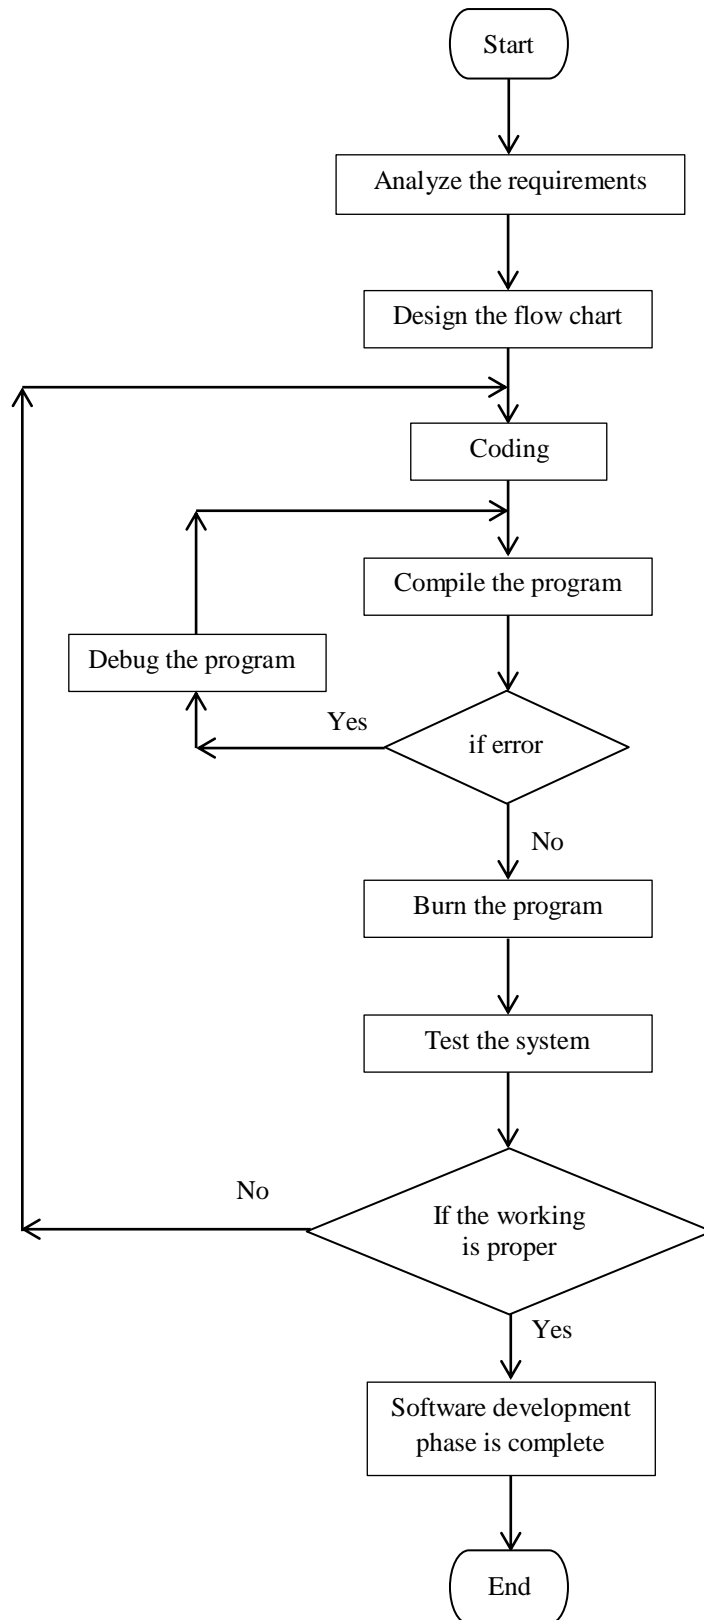 Start
Analyze the requirements
Design the flow chart
Coding
Compile the program
Debug the program
Yes
if error
No
Burn the program
Test the system
No
If the working
is proper
Yes
Software development
phase is complete
End